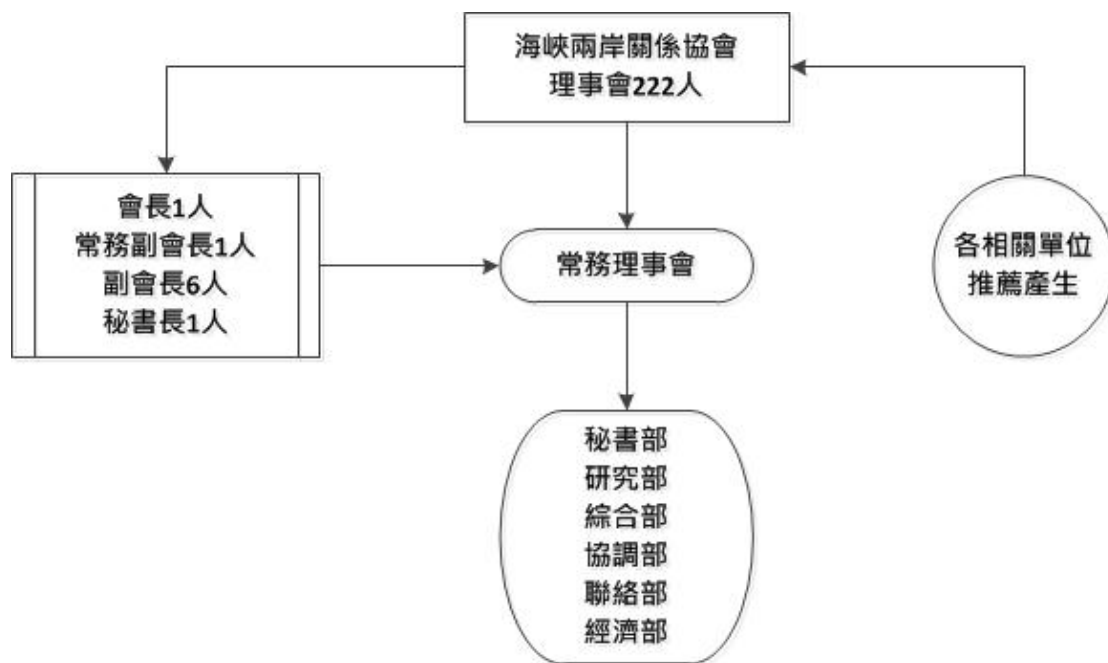 海峽兩岸關係協會
理事會222人
會長1人
常務副會長1人
副會長6人
秘書長1人
常務理事會
各相關單位
推薦產生
秘書部
研究部
綜合部
協調部
聯絡部
經濟部